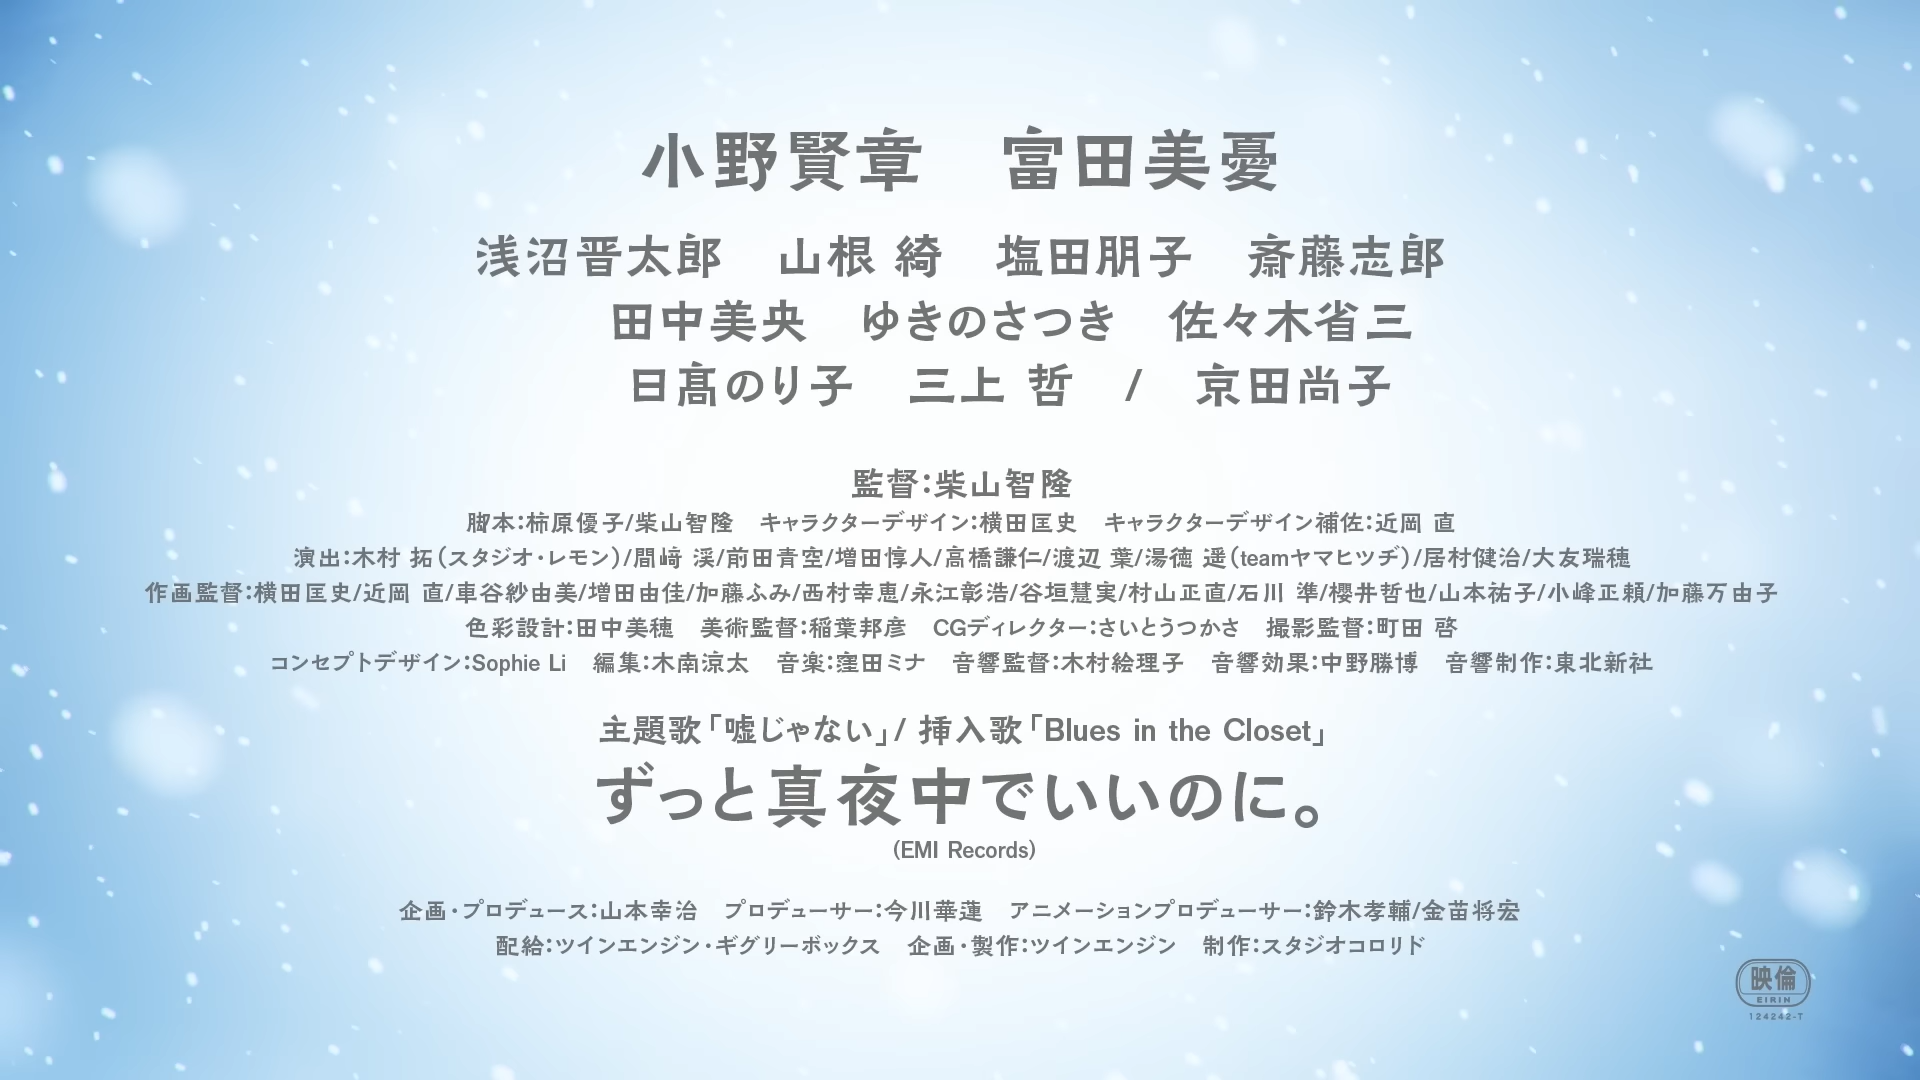 小野賢章　富田美憂
浅沼晋太郎　山根 綺　塩田朋子　斎藤志郎
田中美央　ゆきのさつき　佐々木省三
日髙のり子　三上 哲　/　京田尚子
監督：柴山智隆
脚本：柿原優子/柴山智隆　キャラクターデザイン：横田匡史　キャラクターデザイン補佐：近岡 直
演出：木村 拓（スタジオ・レモン）/間﨑 渓/前田青空/増田惇人/高橋謙仁/渡辺 葉/湯徳 遥（teamヤマヒツヂ）/居村健治/大友瑞穂
作画監督：横田匡史/近岡 直/車谷紗由美/増田由佳/加藤ふみ/西村幸恵/永江彰浩/谷垣慧実/村山正直/石川 準/櫻井哲也/山本祐子/小峰正頼/加藤万由子
色彩設計：田中美穂　美術監督：稲葉邦彦　CGディレクター：さいとうつかさ　撮影監督：町田 啓
コンセプトデザイン：Sophie Li　編集：木南涼太　音楽：窪田ミナ　音響監督：木村絵理子　音響効果：中野勝博　音響制作：東北新社
主題歌「嘘じゃない」/ 挿入歌「Blues in the Closet」
ずっと真夜中でいいのに。
(EMI Records)
企画・プロデュース：山本幸治　プロデューサー：今川華蓮　アニメーションプロデューサー：鈴木孝輔/金苗将宏
配給：ツインエンジン・ギグリーボックス　企画・製作：ツインエンジン　制作：スタジオコロリド
映倫
EIRIN
124242-T